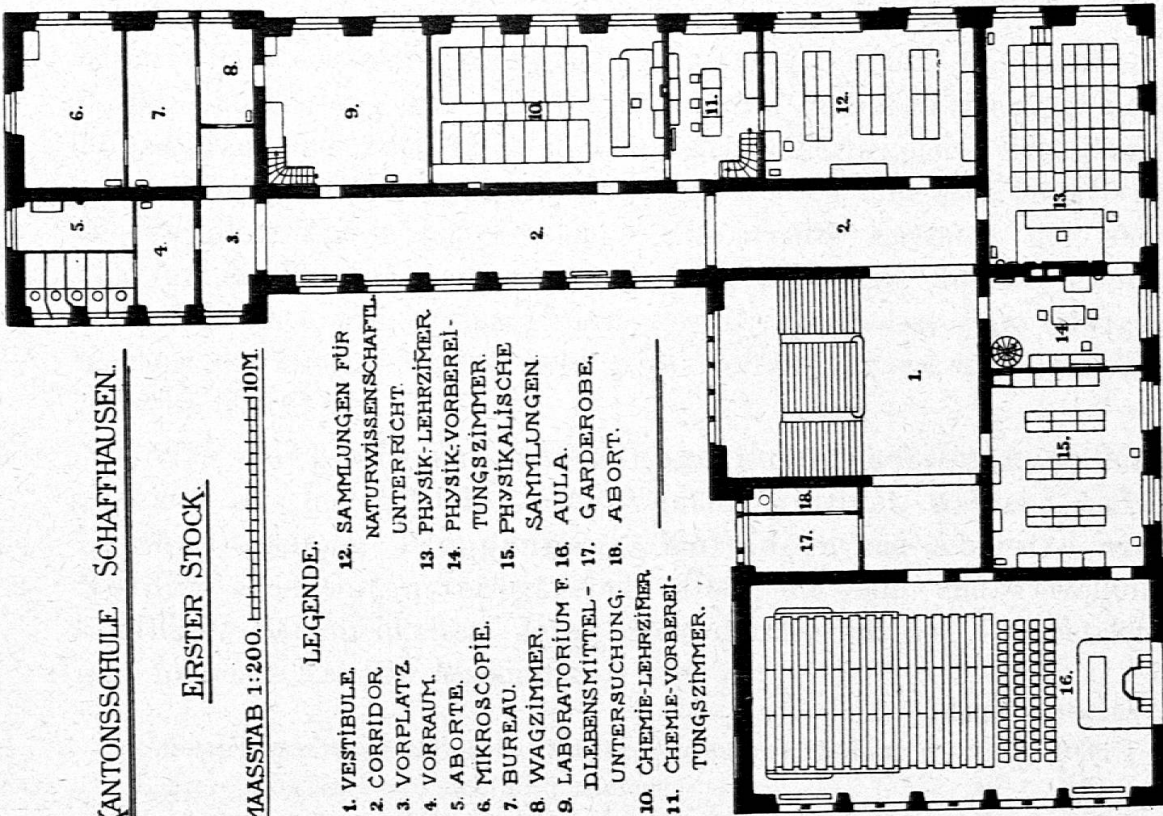 KANTONSSCHULE SCHAFFHAUSEN.
ERSTER STOCK.
MAASSTAB 1:200. 10M.
LEGENDE:
1. VESTIBULE.
2. CORRIDOR.
3. VORPLATZ.
4. VORRAUM.
5. ABORTE.
6. MIKROSCOPIE.
7. BUREAU.
8. WAGZIMMER.
9. LABORATORIUM F.
D.LEBENSMITTEL -
UNTERSUCHUNG.
10. CHEMIE-LEHRZIMMER
11. CHEMIE-VORBEREI-
TUNGSZIMMER.
12. SAMMLUNGEN FÜR
NATURWISSENSCHAFTL.
UNTERRICHT.
13. PHYSIK-LEHRZIMMER
14. PHYSIK-VORBEREI-
TUNGSZIMMER.
15. PHYSIKALISCHE
SAMMLUNGEN.
16. AULA.
17. GARDEROBE.
18. ABORT.
6.
7.
8.
9.
10.
11.
12.
5.
4.
3.
2.
2.
13.
1.
14.
18.
17.
15.
16.